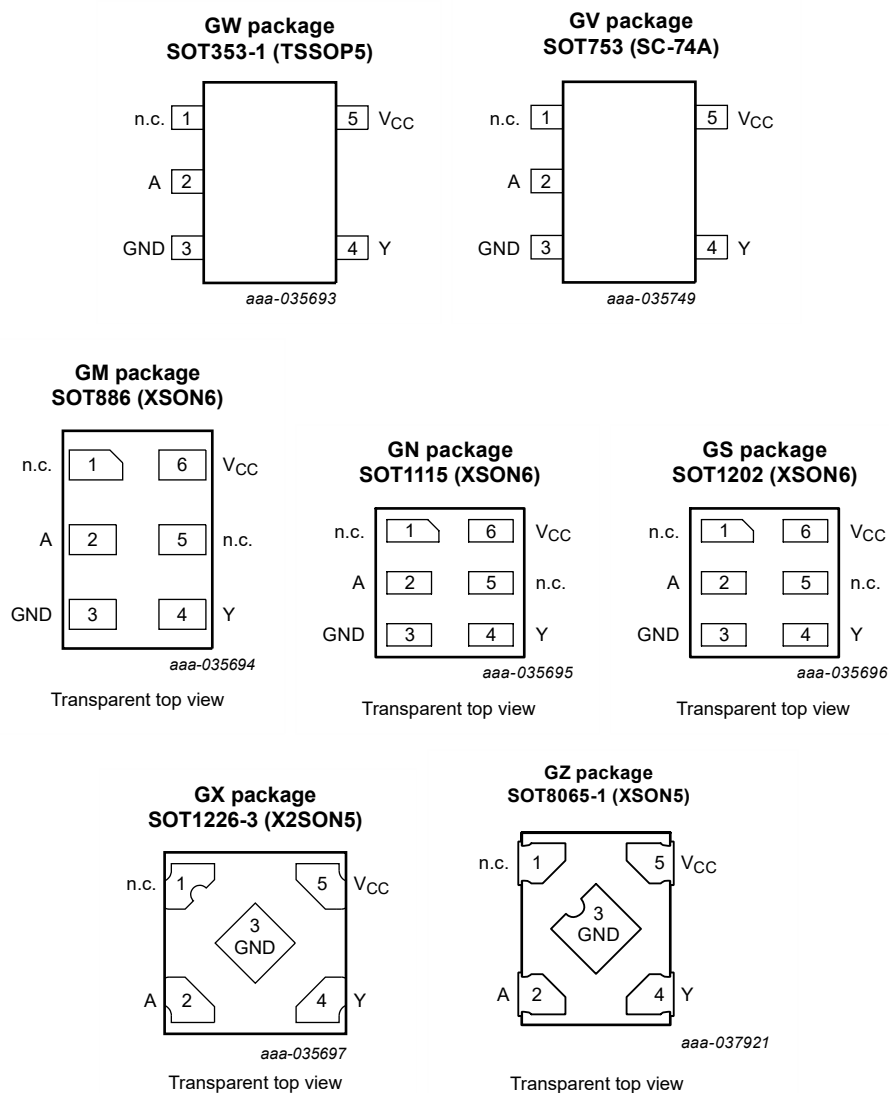 GW package
SOT353-1 (TSSOP5)
n.c. 1 5 VCC
A 2
GND 3 4 Y
aaa-035693
GV package
SOT753 (SC-74A)
n.c. 1 5 VCC
A 2
GND 3 4 Y
aaa-035749
GM package
SOT886 (XSON6)
n.c. 1 6 VCC
A 2 5 n.c.
GND 3 4 Y
aaa-035694
Transparent top view
GN package
SOT1115 (XSON6)
n.c. 1 6 VCC
A 2 5 n.c.
GND 3 4 Y
aaa-035695
Transparent top view
GS package
SOT1202 (XSON6)
n.c. 1 6 VCC
A 2 5 n.c.
GND 3 4 Y
aaa-035696
Transparent top view
GX package
SOT1226-3 (X2SON5)
n.c. 1 5 VCC
3
GND
A 2 4 Y
aaa-035697
Transparent top view
GZ package
SOT8065-1 (XSON5)
n.c. 1 5 VCC
3
GND
A 2 4 Y
aaa-037921
Transparent top view